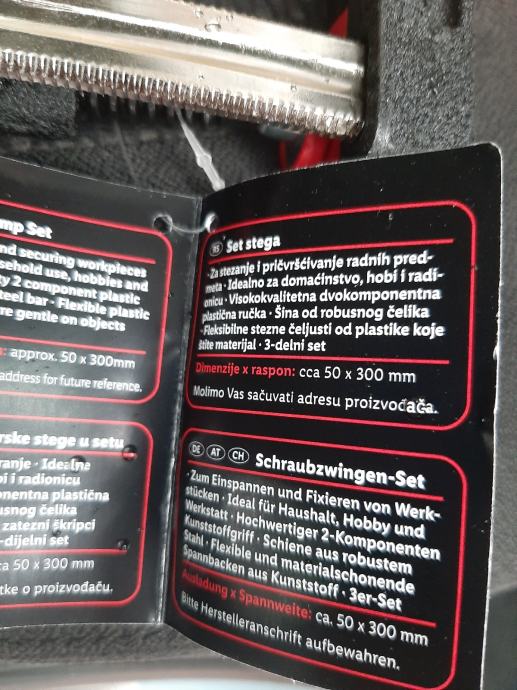 mp Set
nd securing workpieces
sehold use, hobbies and
ty 2 component plastic
teel bar · Flexible plastic
re gentle on objects
: approx. 50 x 300mm
address for future reference.
rske stege u setu
ranje · Idealne
bi i radionicu
onentna plastična
usnog čelika
zatezni škripci
-dijelni set
ca 50 x 300 mm
tke o proizvođaču.
RS Set stega
·Za stezanje i pričvršćivanje radnih pred-
meta · Idealno za domaćinstvo, hobi i radi-
onicu · Visokokvalitetna dvokomponentna
plastična ručka · Šina od robusnog čelika
·Fleksibilne stezne čeljusti od plastike koje
štite materijal · 3-delni set
Dimenzije x raspon: cca 50 x 300 mm
Molimo Vas sačuvati adresu proizvođača.
DE AT CH Schraubzwingen-Set
·Zum Einspannen und Fixieren von Werk-
stücken · Ideal für Haushalt, Hobby und
Werkstatt · Hochwertiger 2-Komponenten
Kunststoffgriff · Schiene aus robustem
Stahl · Flexible und materialschonende
Spannbacken aus Kunststoff · 3er-Set
Ausladung x Spannweite: ca. 50 x 300 mm
Bitte Herstelleranschrift aufbewahren.